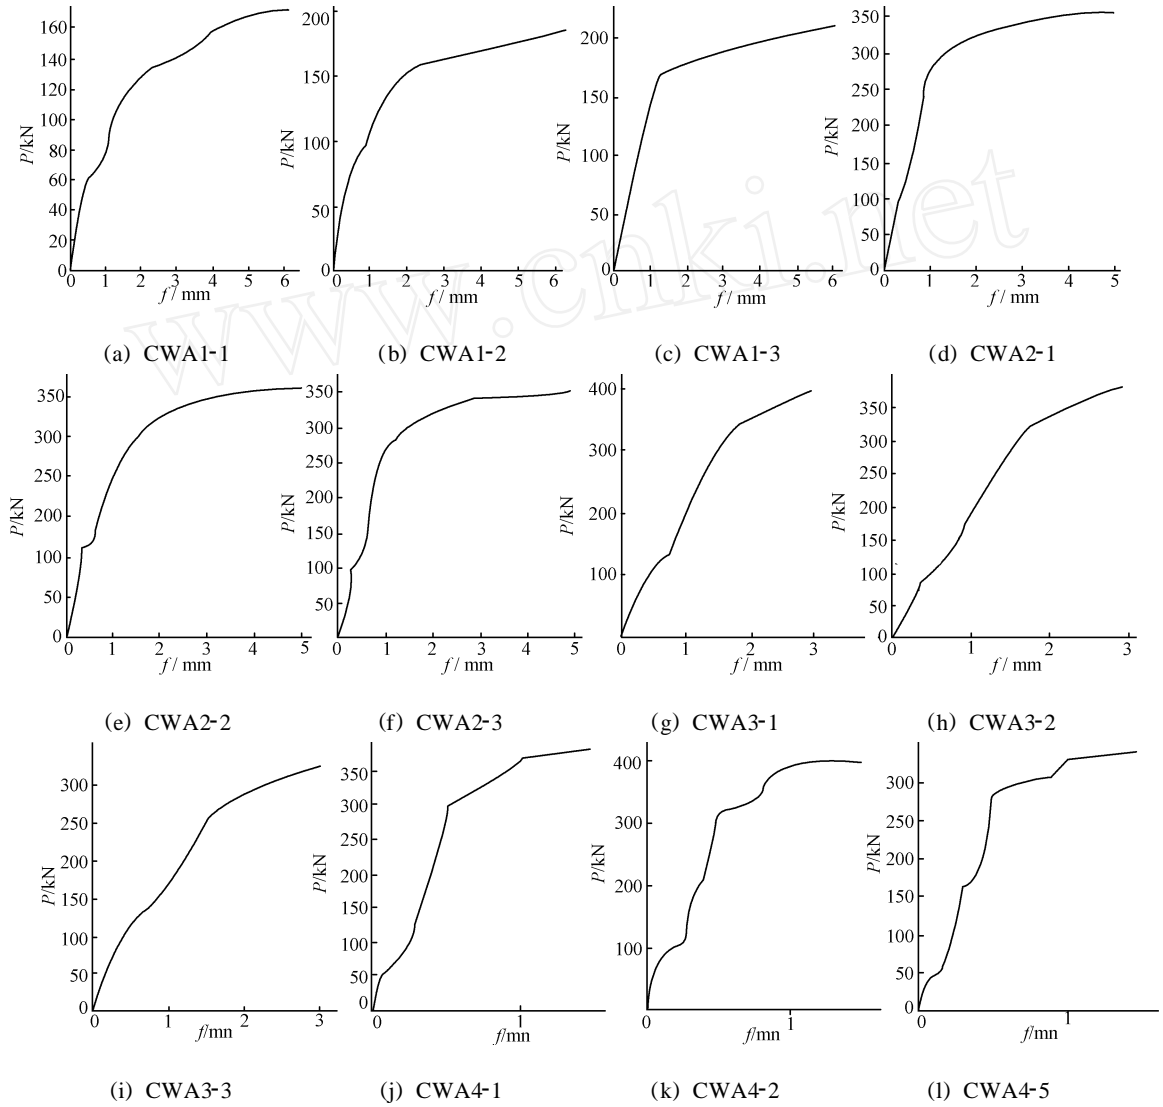 160
140
120
100
80
60
40
20
0
P/kN
0 1 2 3 4 5 6
f/ mm
(a) CWA1-1
200
150
100
50
0
P/kN
0 1 2 3 4 5 6
f/ mm
(b) CWA1-2
200
150
100
50
0
P/kN
0 1 2 3 4 5 6
f/ mm
(c) CWA1-3
350
300
250
200
150
100
50
0
P/kN
0 1 2 3 4 5
f/ mm
(d) CWA2-1
www.cnki.net
350
300
250
200
100
50
0
P/kN
0 1 2 3 4 5
f/ mm
(e) CWA2-2
350
300
250
200
150
100
50
0
P/kN
0 1 2 3 4 5
f/ mm
(f) CWA2-3
400
300
200
100
P/kN
0 1 2 3
f/ mm
(g) CWA3-1
350
300
250
200
150
100
50
0
P/kN
0 1 2 3
f/ mm
(h) CWA3-2
300
250
200
150
100
50
0
P/kN
0 1 2 3
f/mn
(i) CWA3-3
350
300
250
200
150
100
50
0
P/kN
0 1
f/mn
(j) CWA4-1
400
300
200
100
P/kN
0 1
f/mn
(k) CWA4-2
300
250
200
150
100
50
0
P/kN
0 1
f/mn
(l) CWA4-5